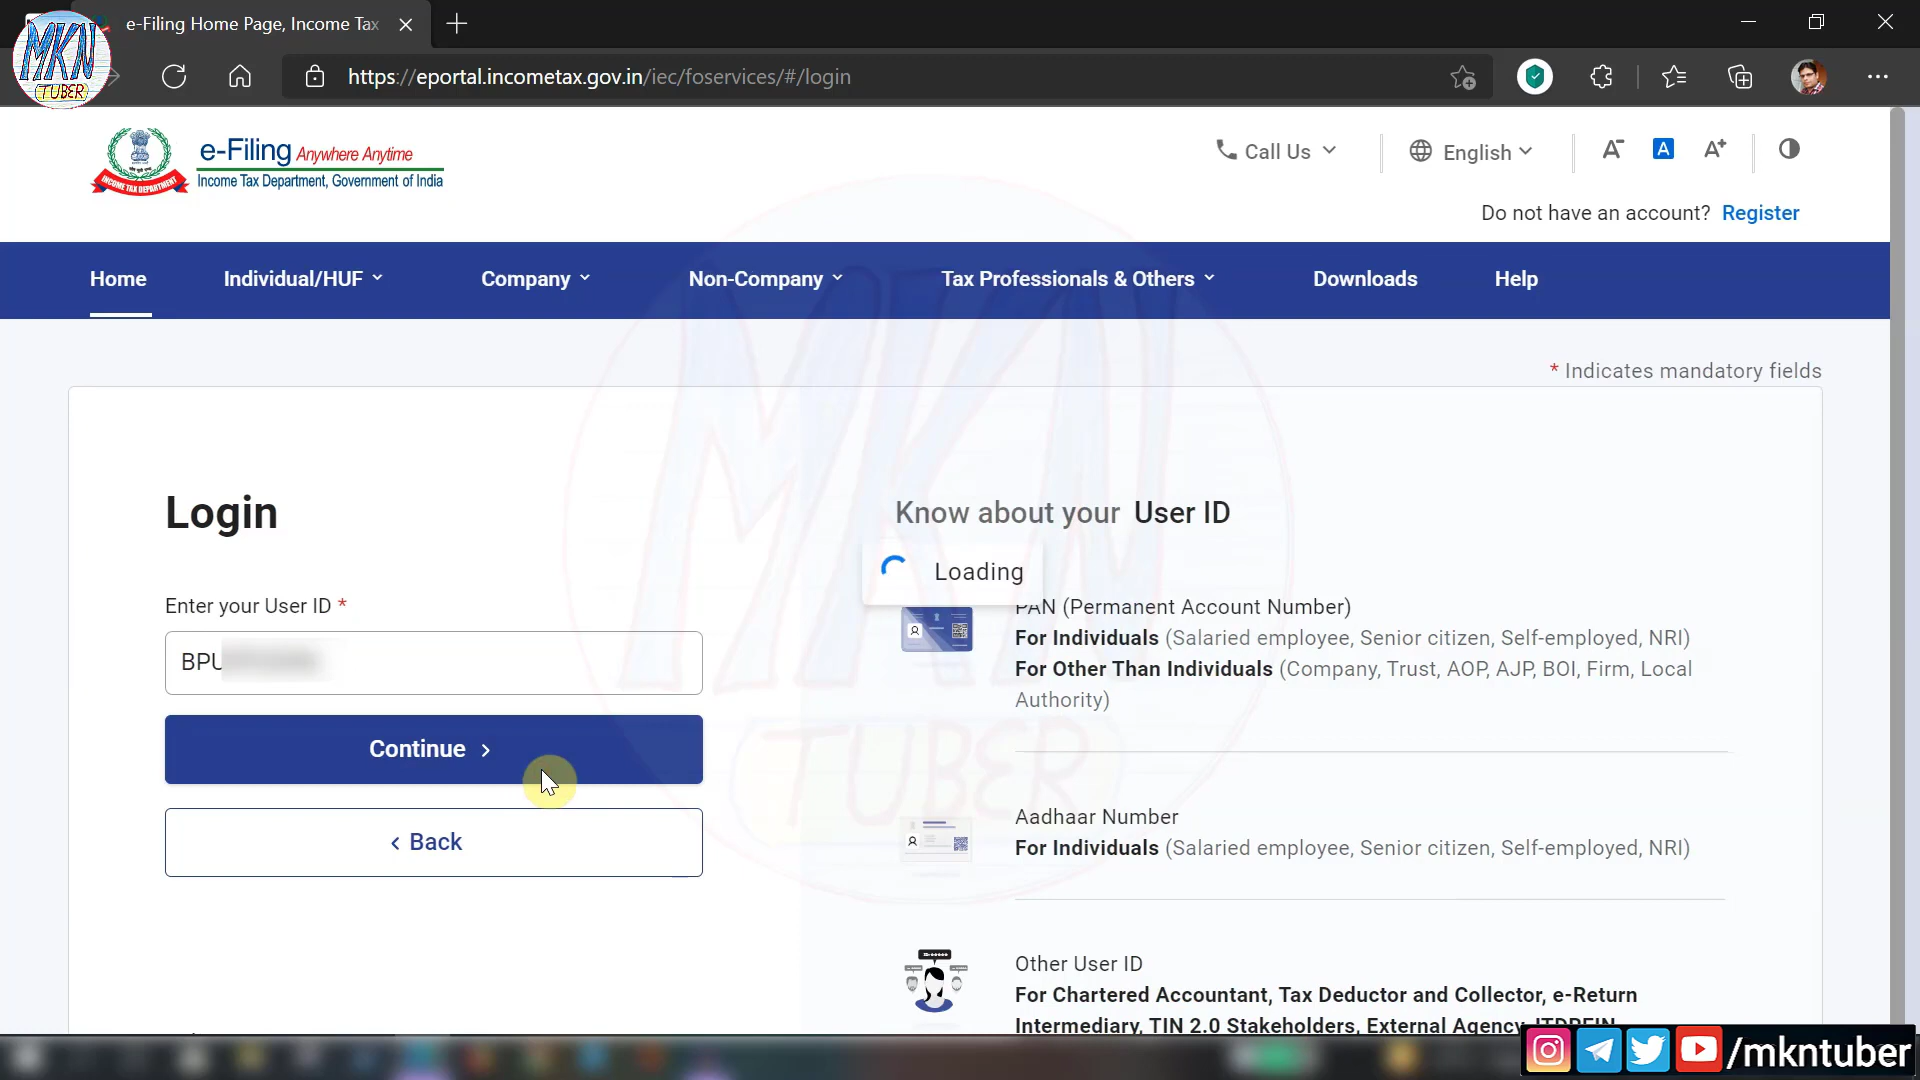 MKN
TUBER
e-Filing Home Page, Income Tax
https://eportal.incometax.gov.in/iec/foservices/#/login
INCOME TAX DEPARTMENT
e-Filing Anywhere Anytime
Income Tax Department, Government of India
Call Us
English
A-
A
A+
Do not have an account? Register
Home
Individual/HUF
Company
Non-Company
Tax Professionals & Others
Downloads
Help
* Indicates mandatory fields
Login
Enter your User ID *
BPU
Continue >
< Back
Know about your User ID
Loading
PAN (Permanent Account Number)
For Individuals (Salaried employee, Senior citizen, Self-employed, NRI)
For Other Than Individuals (Company, Trust, AOP, AJP, BOI, Firm, Local
Authority)
Aadhaar Number
For Individuals (Salaried employee, Senior citizen, Self-employed, NRI)
Other User ID
For Chartered Accountant, Tax Deductor and Collector, e-Return
Intermediary, TIN 2.0 Stakeholders, External Agency, ITDREIN
MKN
TUBER
/mkntuber